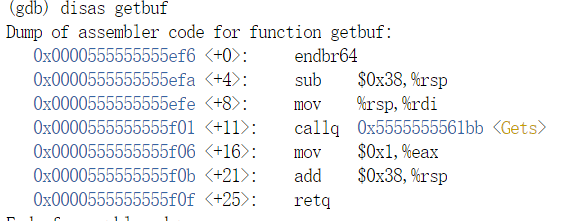 (gdb) disas getbuf
Dump of assembler code for function getbuf:
0x0000555555555ef6 <+0>: endbr64
0x0000555555555efa <+4>: sub $0x38,%rsp
0x0000555555555efe <+8>: mov %rsp,%rdi
0x0000555555555f01 <+11>: callq 0x5555555561bb <Gets>
0x0000555555555f06 <+16>: mov $0x1,%eax
0x0000555555555f0b <+21>: add $0x38,%rsp
0x0000555555555f0f <+25>: retq